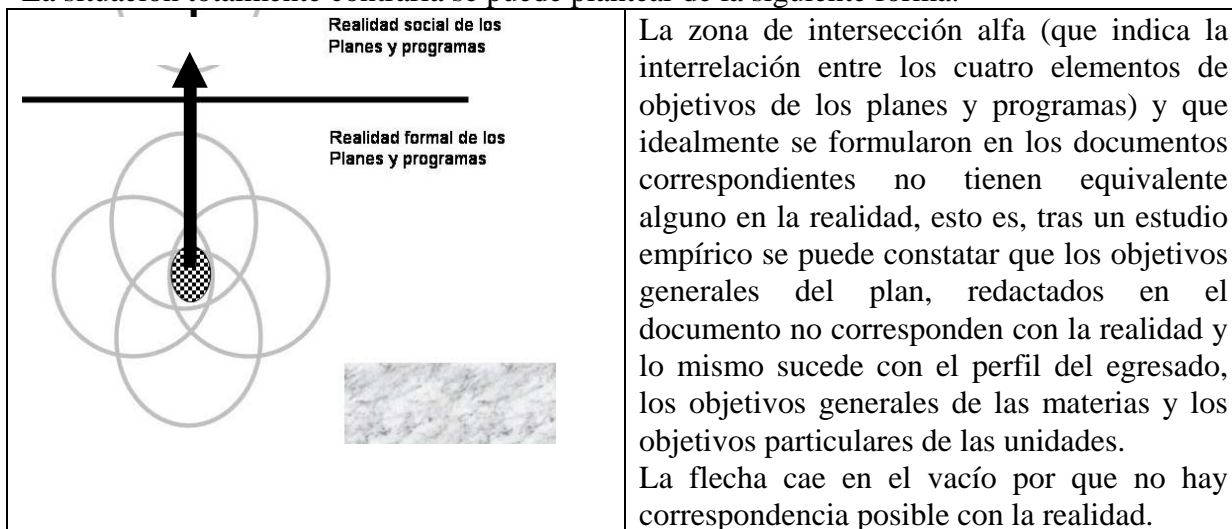 La situación totalmente contraria se puede plantear de la siguiente forma:
Realidad social de los
Planes y programas
Realidad formal de los
Planes y programas
La zona de intersección alfa (que indica la
interrelación entre los cuatro elementos de
objetivos de los planes y programas) y que
idealmente se formularon en los documentos
correspondientes no tienen equivalente
alguno en la realidad, esto es, tras un estudio
empírico se puede constatar que los objetivos
generales del plan, redactados en el
documento no corresponden con la realidad y
lo mismo sucede con el perfil del egresado,
los objetivos generales de las materias y los
objetivos particulares de las unidades.
La flecha cae en el vacío por que no hay
correspondencia posible con la realidad.